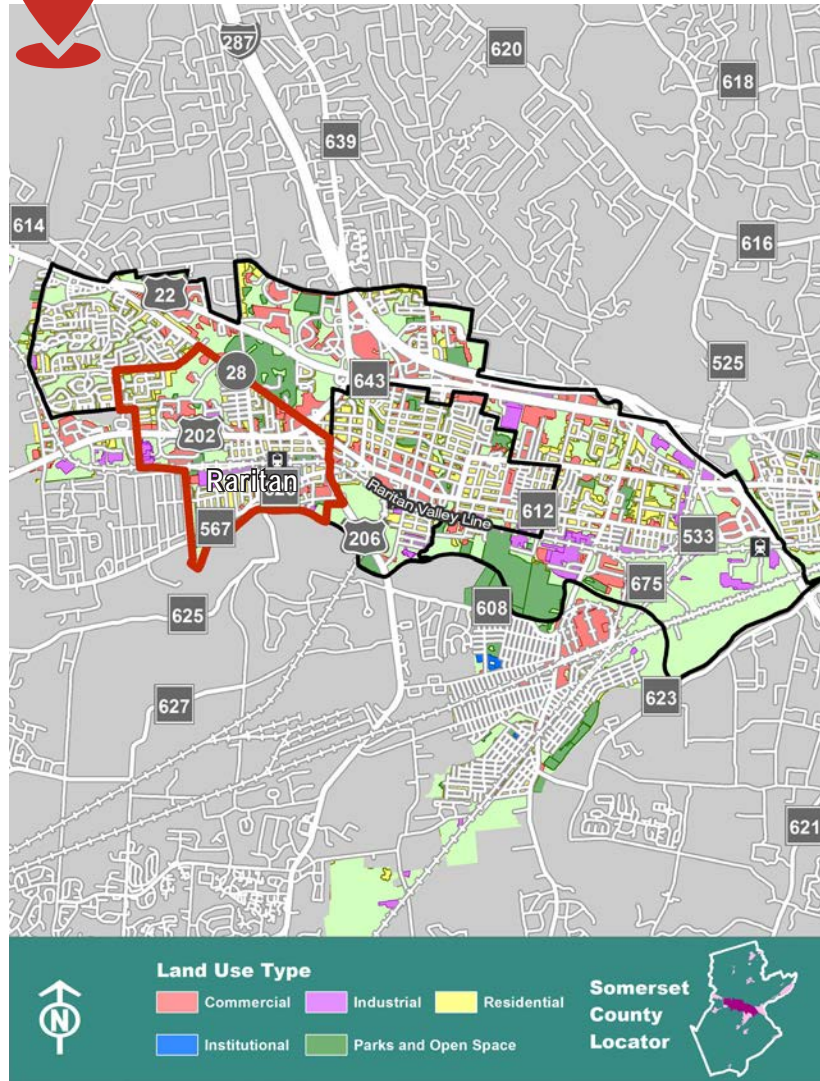 287
620
618
639
614
616
22
525
28
643
202
Raritan
567
Raritan Valley Line
612
206
533
675
625
608
627
623
621
N
Land Use Type
Commercial
Industrial
Residential
Institutional
Parks and Open Space
Somerset
County
Locator